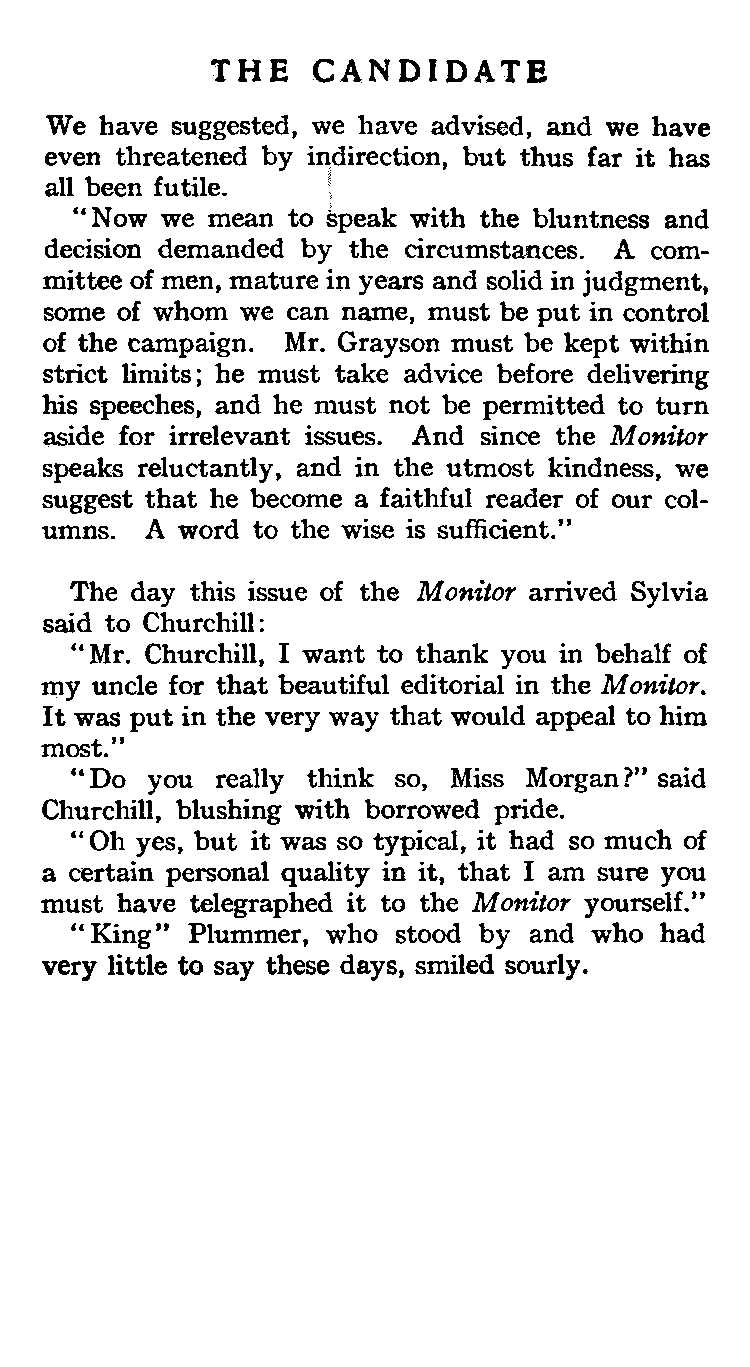 THE CANDIDATE
We have suggested, we have advised, and we have
even threatened by indirection, but thus far it has
all been futile.
"Now we mean to speak with the bluntness and
decision demanded by the circumstances. A com-
mittee of men, mature in years and solid in judgment,
some of whom we can name, must be put in control
of the campaign. Mr. Grayson must be kept within
strict limits; he must take advice before delivering
his speeches, and he must not be permitted to turn
aside for irrelevant issues. And since the Monitor
speaks reluctantly, and in the utmost kindness, we
suggest that he become a faithful reader of our col-
umns. A word to the wise is sufficient."
The day this issue of the Monitor arrived Sylvia
said to Churchill:
"Mr. Churchill, I want to thank you in behalf of
my uncle for that beautiful editorial in the Monitor.
It was put in the very way that would appeal to him
most."
"Do you really think so, Miss Morgan?" said
Churchill, blushing with borrowed pride.
"Oh yes, but it was so typical, it had so much of
a certain personal quality in it, that I am sure you
must have telegraphed it to the Monitor yourself."
"King" Plummer, who stood by and who had
very little to say these days, smiled sourly.